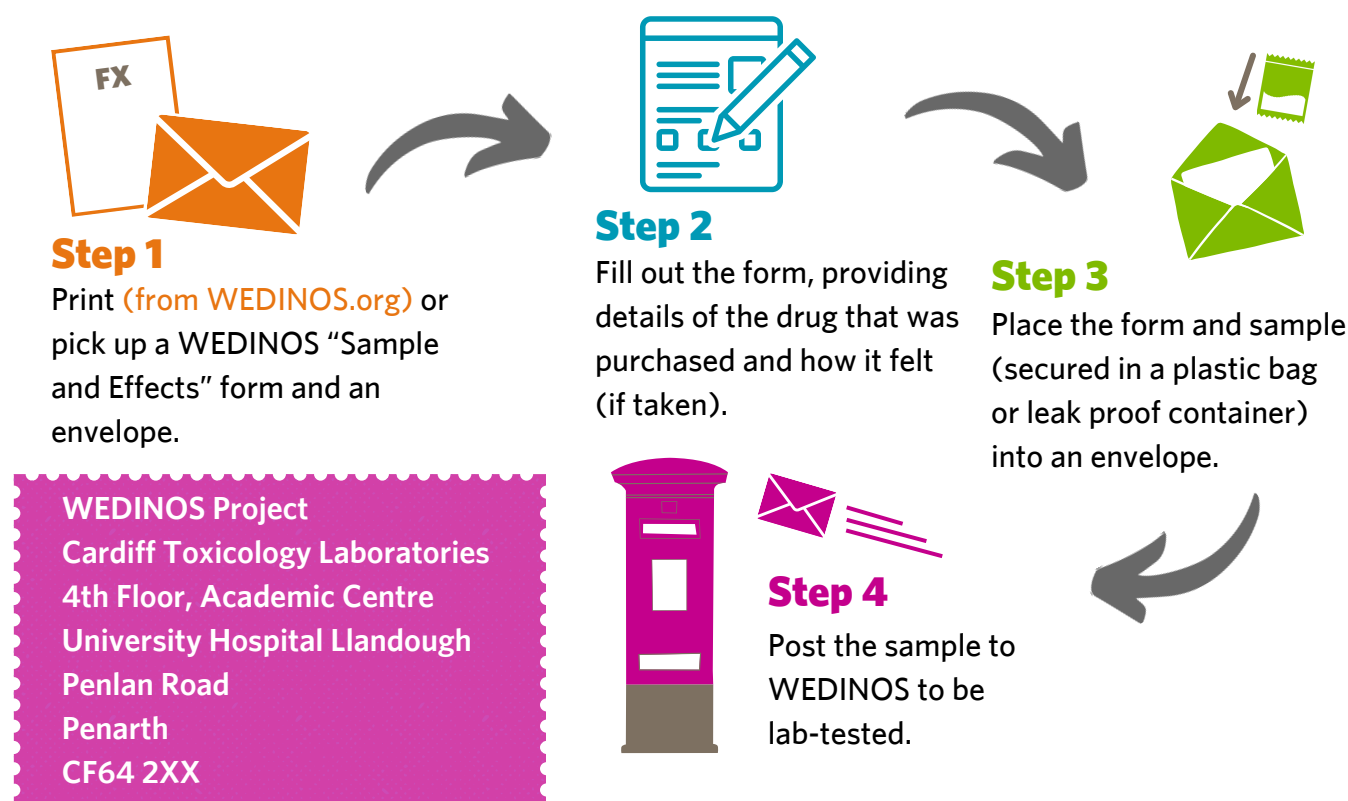 FX
Step 1
Print (from WEDINOS.org) or
pick up a WEDINOS “Sample
and Effects” form and an
envelope.
Step 2
Fill out the form, providing
details of the drug that was
purchased and how it felt
(if taken).
Step 3
Place the form and sample
(secured in a plastic bag
or leak proof container)
into an envelope.
Step 4
Post the sample to
WEDINOS to be
lab-tested.
WEDINOS Project
Cardiff Toxicology Laboratories
4th Floor, Academic Centre
University Hospital Llandough
Penlan Road
Penarth
CF64 2XX